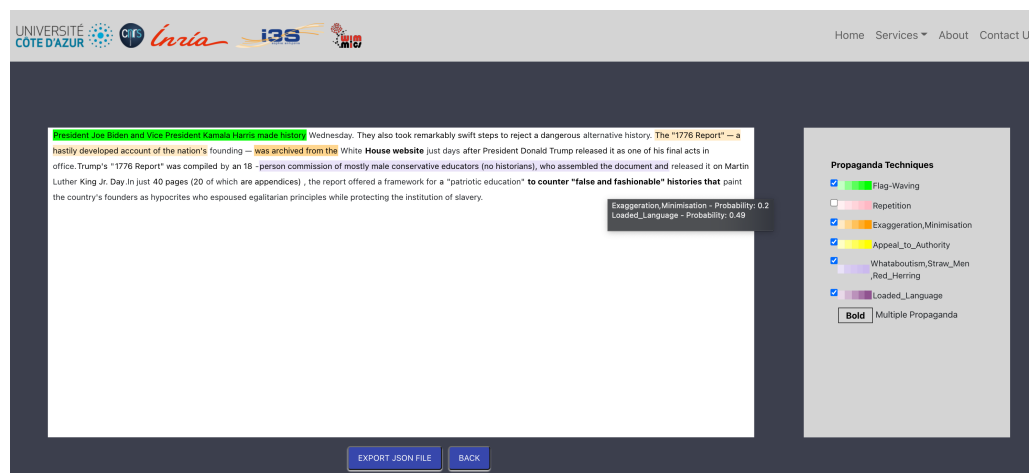 UNIVERSITÉ
CÔTE D'AZUR
cnrs
Inria
i3S
wim
mics
Home Services About Contact U
President Joe Biden and Vice President Kamala Harris made history Wednesday. They also took remarkably swift steps to reject a dangerous alternative history. The "1776 Report" — a
hastily developed account of the nation's founding — was archived from the White House website just days after President Donald Trump released it as one of his final acts in
office.Trump's "1776 Report" was compiled by an 18 -person commission of mostly male conservative educators (no historians), who assembled the document and released it on Martin
Luther King Jr. Day.In just 40 pages (20 of which are appendices) , the report offered a framework for a "patriotic education" to counter "false and fashionable" histories that paint
the country's founders as hypocrites who espoused egalitarian principles while protecting the institution of slavery.
Exaggeration,Minimisation - Probability: 0.2
Loaded_Language - Probability: 0.49
Propaganda Techniques
Flag-Waving
Repetition
Exaggeration,Minimisation
Appeal_to_Authority
Whataboutism,Straw_Men
,Red_Herring
Loaded_Language
Bold Multiple Propaganda
EXPORT JSON FILE BACK